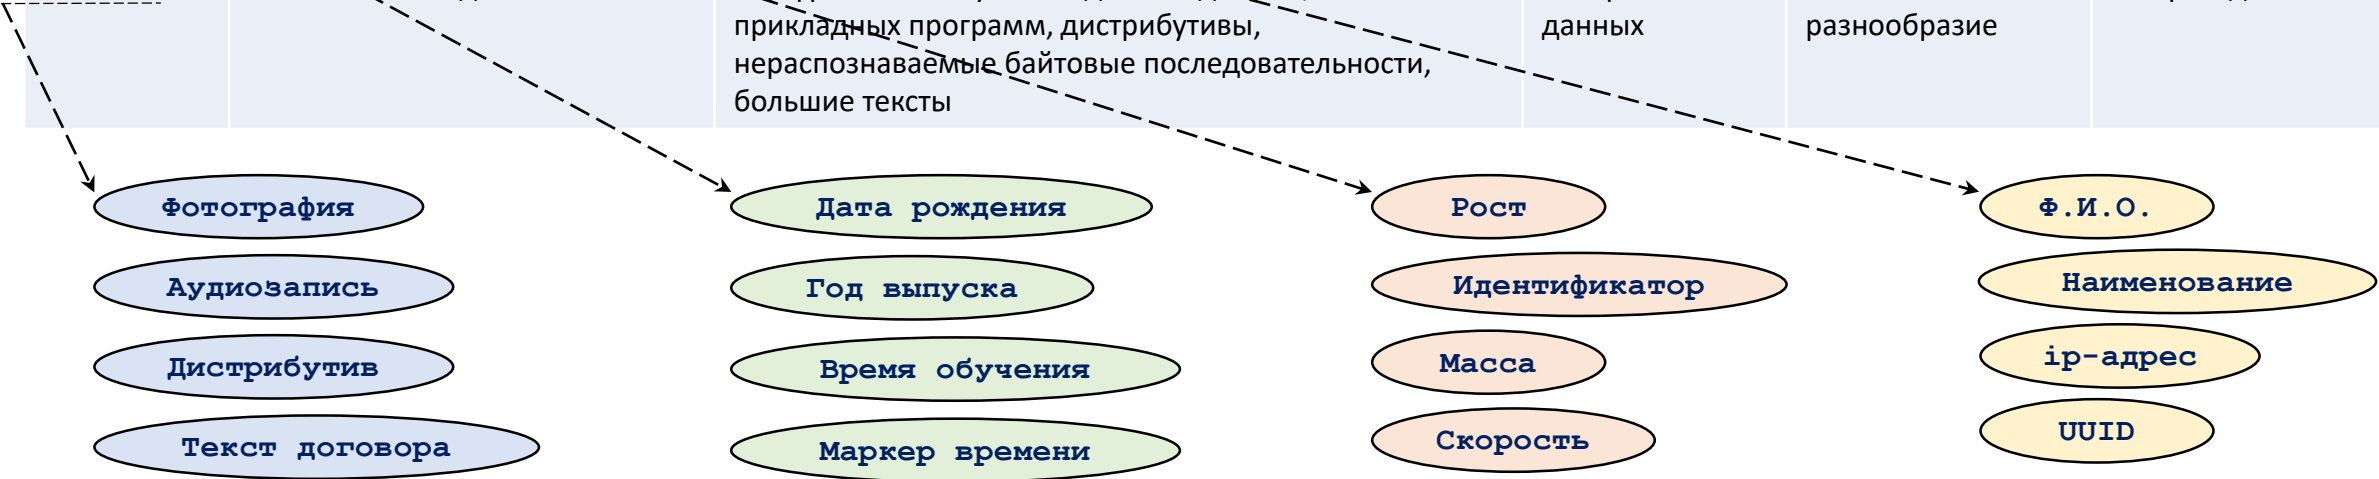 прикладных программ, дистрибутивы,
нераспознаваемые байтовые последовательности,
большие тексты
данных
разнообразие
Фотография
Аудиозапись
Дистрибутив
Текст договора
Дата рождения
Год выпуска
Время обучения
Маркер времени
Рост
Идентификатор
Масса
Скорость
Ф.И.О.
Наименование
ip-адрес
UUID